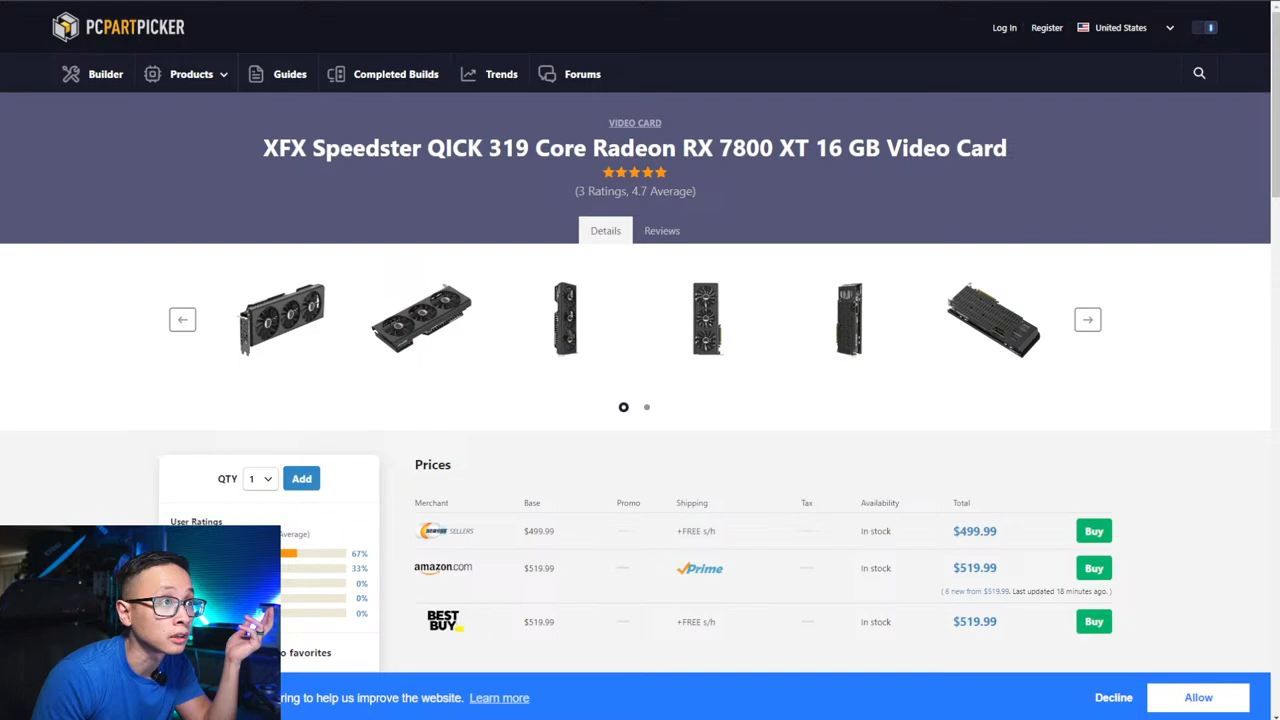 PCPARTPICKER
Log In Register United States
Builder Products Guides Completed Builds Trends Forums
VIDEO CARD
XFX Speedster QICK 319 Core Radeon RX 7800 XT 16 GB Video Card
(3 Ratings, 4.7 Average)
Details Reviews
QTY 1 Add
Prices
Merchant Base Promo Shipping Tax Availability Total
User Ratings
Average)
67%
33%
0%
0%
0%
o favorites
SELLERS $499.99 — +FREE s/h — In stock $499.99 Buy
amazon.com $519.99 — Prime — In stock $519.99 Buy
( 6 new from $519.99. Last updated 18 minutes ago. )
BEST BUY $519.99 — +FREE s/h — In stock $519.99 Buy
ring to help us improve the website. Learn more Decline Allow